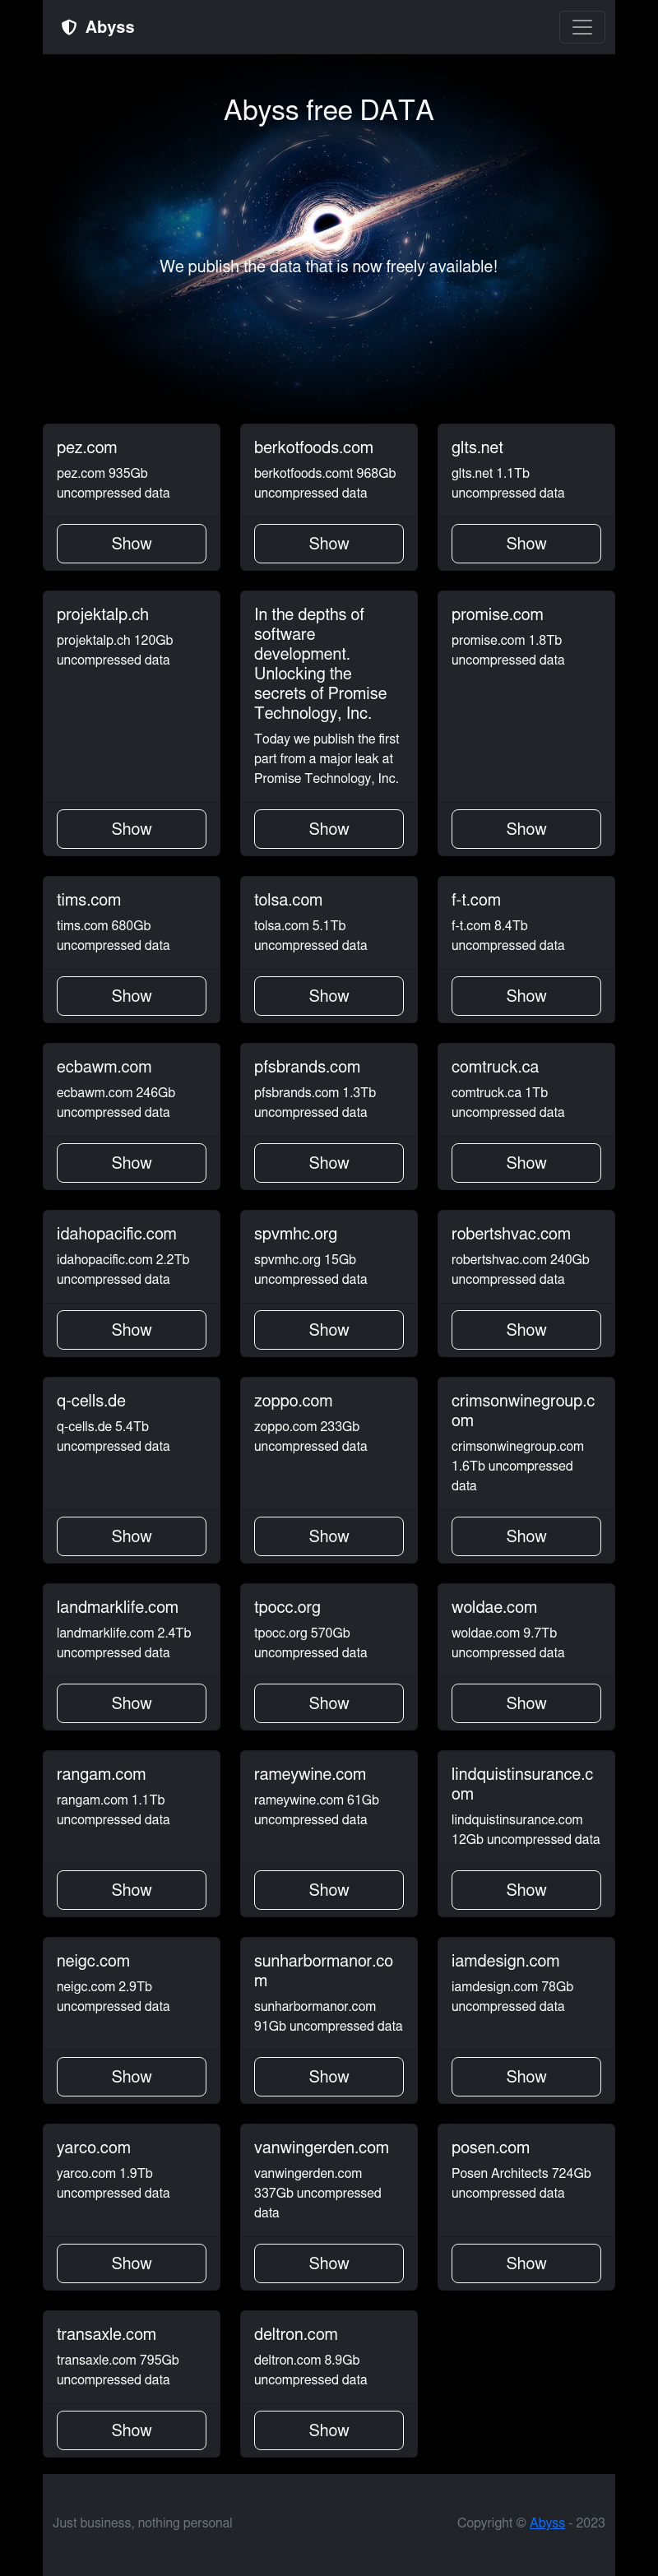 Abyss
Abyss free DATA
We publish the data that is now freely available!
pez.com
pez.com 935Gb
uncompressed data
Show
berkotfoods.com
berkotfoods.comt 968Gb
uncompressed data
Show
glts.net
glts.net 1.1Tb
uncompressed data
Show
projektalp.ch
projektalp.ch 120Gb
uncompressed data
Show
In the depths of
software
development.
Unlocking the
secrets of Promise
Technology, Inc.
Today we publish the first
part from a major leak at
Promise Technology, Inc.
Show
promise.com
promise.com 1.8Tb
uncompressed data
Show
tims.com
tims.com 680Gb
uncompressed data
Show
tolsa.com
tolsa.com 5.1Tb
uncompressed data
Show
f-t.com
f-t.com 8.4Tb
uncompressed data
Show
ecbawm.com
ecbawm.com 246Gb
uncompressed data
Show
pfsbrands.com
pfsbrands.com 1.3Tb
uncompressed data
Show
comtruck.ca
comtruck.ca 1Tb
uncompressed data
Show
idahopacific.com
idahopacific.com 2.2Tb
uncompressed data
Show
spvmhc.org
spvmhc.org 15Gb
uncompressed data
Show
robertshvac.com
robertshvac.com 240Gb
uncompressed data
Show
q-cells.de
q-cells.de 5.4Tb
uncompressed data
Show
zoppo.com
zoppo.com 233Gb
uncompressed data
Show
crimsonwinegroup.c
om
crimsonwinegroup.com
1.6Tb uncompressed
data
Show
landmarklife.com
landmarklife.com 2.4Tb
uncompressed data
Show
tpocc.org
tpocc.org 570Gb
uncompressed data
Show
woldae.com
woldae.com 9.7Tb
uncompressed data
Show
rangam.com
rangam.com 1.1Tb
uncompressed data
Show
rameywine.com
rameywine.com 61Gb
uncompressed data
Show
lindquistinsurance.c
om
lindquistinsurance.com
12Gb uncompressed data
Show
neigc.com
neigc.com 2.9Tb
uncompressed data
Show
sunharbormanor.co
m
sunharbormanor.com
91Gb uncompressed data
Show
iamdesign.com
iamdesign.com 78Gb
uncompressed data
Show
yarco.com
yarco.com 1.9Tb
uncompressed data
Show
vanwingerden.com
vanwingerden.com
337Gb uncompressed
data
Show
posen.com
Posen Architects 724Gb
uncompressed data
Show
transaxle.com
transaxle.com 795Gb
uncompressed data
Show
deltron.com
deltron.com 8.9Gb
uncompressed data
Show
Just business, nothing personal
Copyright © Abyss - 2023